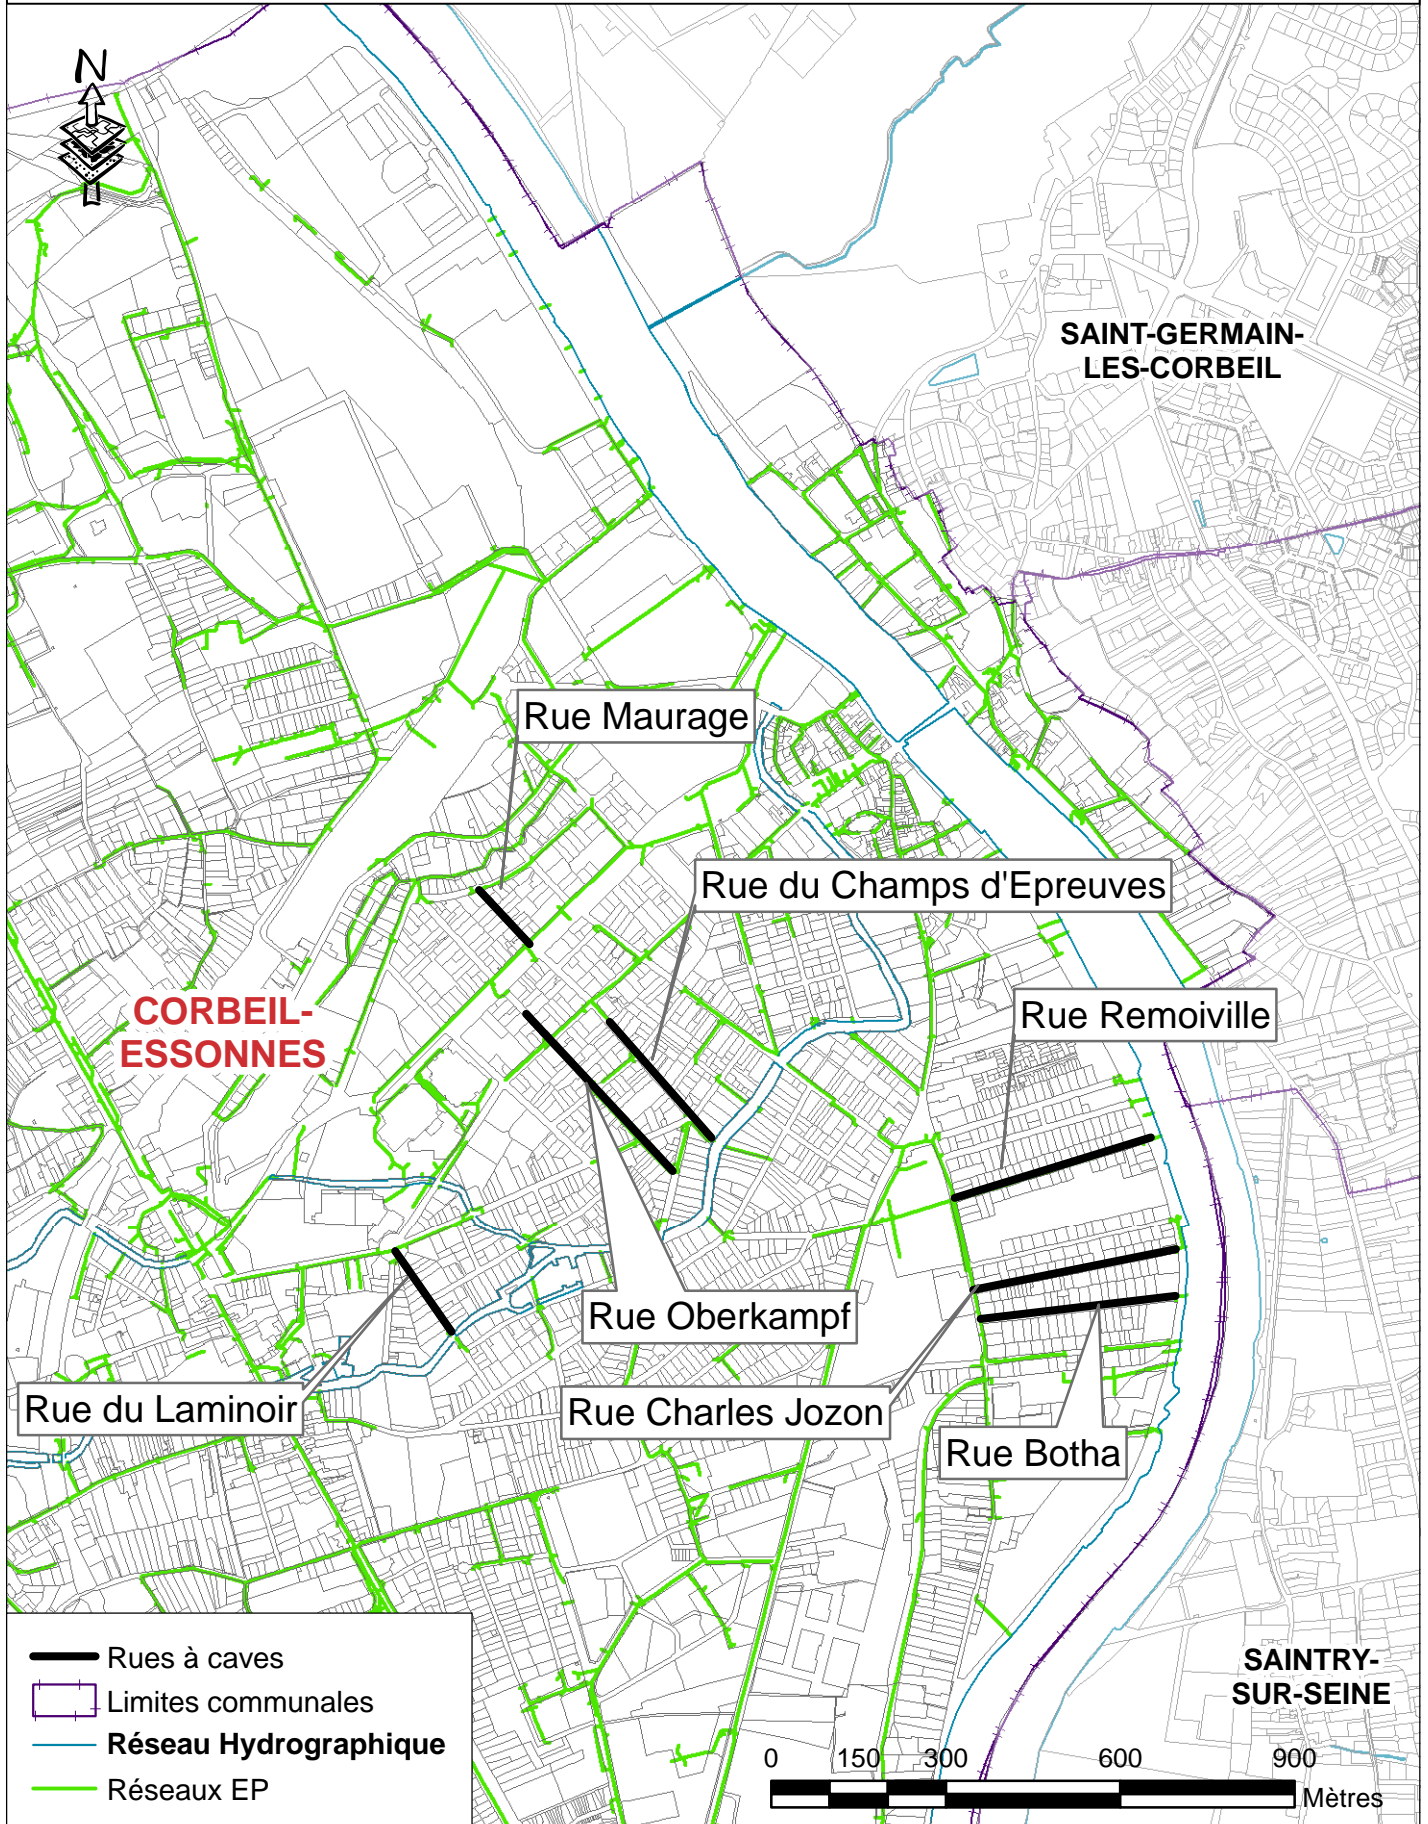 N
SAINT-GERMAIN-
LES-CORBEIL
Rue Maurage
Rue du Champs d'Epreuves
CORBEIL-
ESSONNES
Rue Remoiville
Rue Oberkampf
Rue du Laminoir
Rue Charles Jozon
Rue Botha
SAINTRY-
SUR-SEINE
Rues à caves
Limites communales
Réseau Hydrographique
Réseaux EP
0 150 300 600 900
Mètres